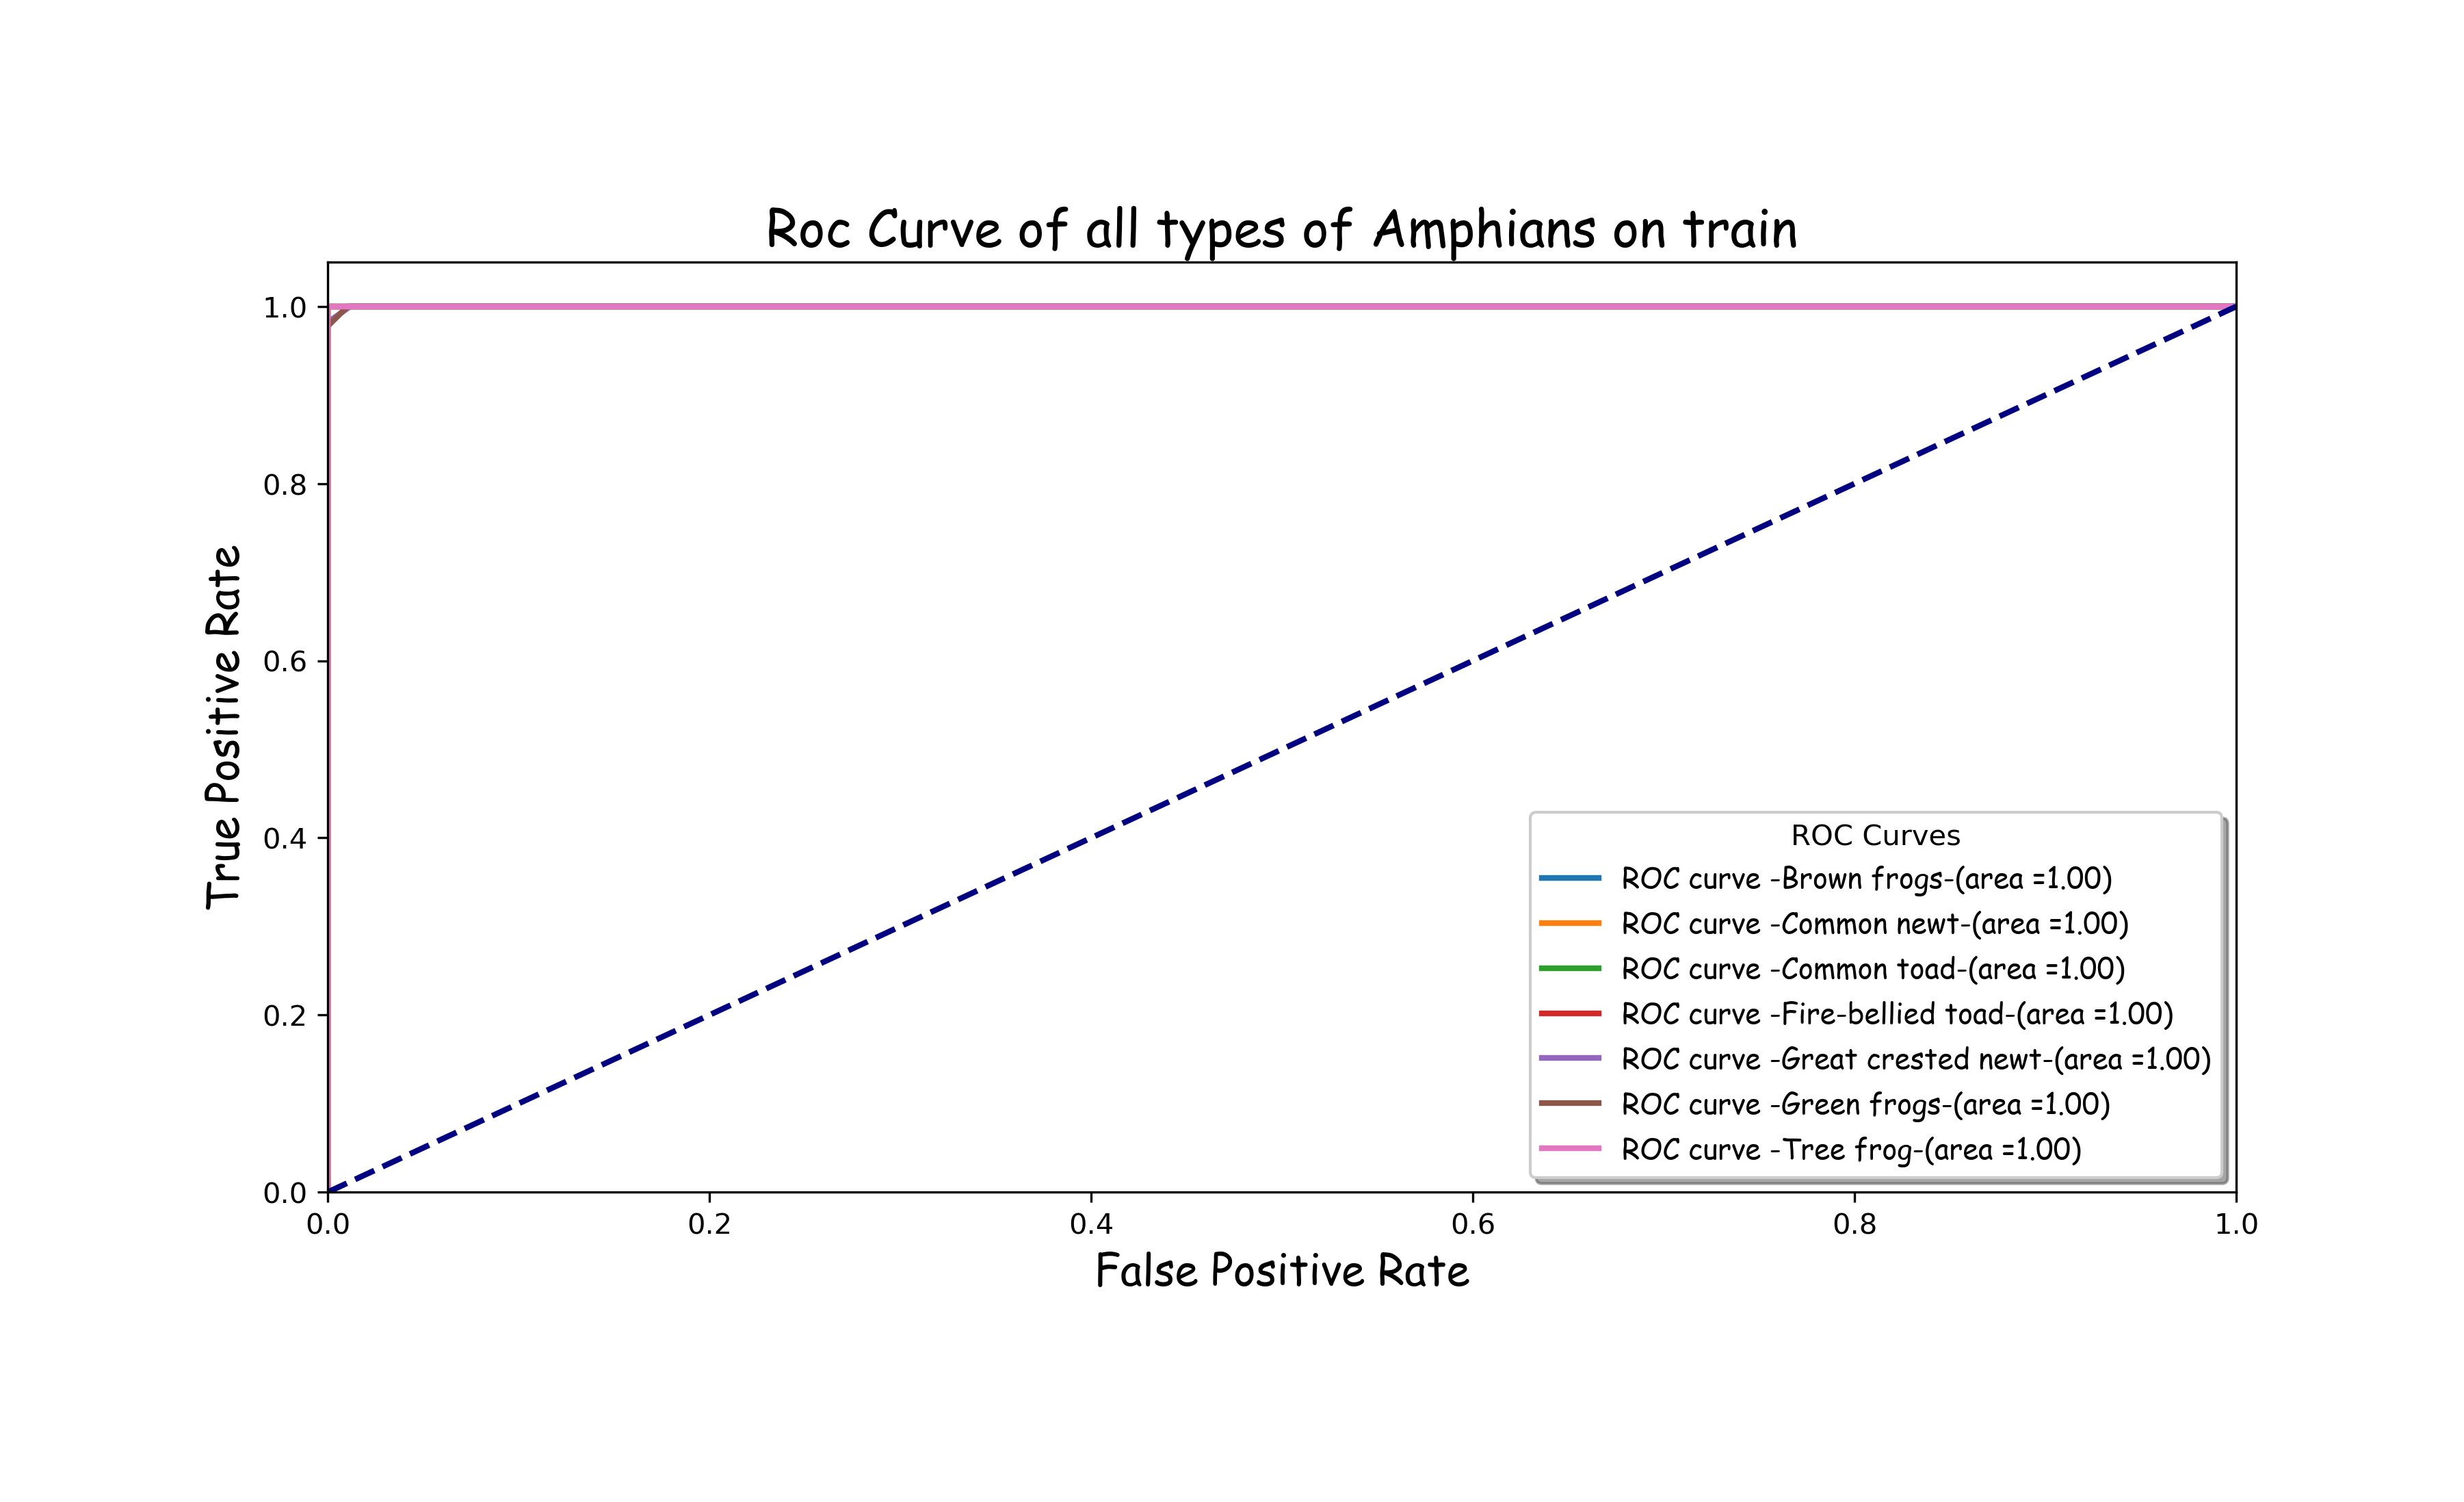 Roc Curve of all types of Amphians on train
1.0
0.8
0.6
0.4
0.2
0.0
True Positive Rate
0.0 0.2 0.4 0.6 0.8 1.0
False Positive Rate
ROC Curves
ROC curve -Brown frogs-(area =1.00)
ROC curve -Common newt-(area =1.00)
ROC curve -Common toad-(area =1.00)
ROC curve -Fire-bellied toad-(area =1.00)
ROC curve -Great crested newt-(area =1.00)
ROC curve -Green frogs-(area =1.00)
ROC curve -Tree frog-(area =1.00)